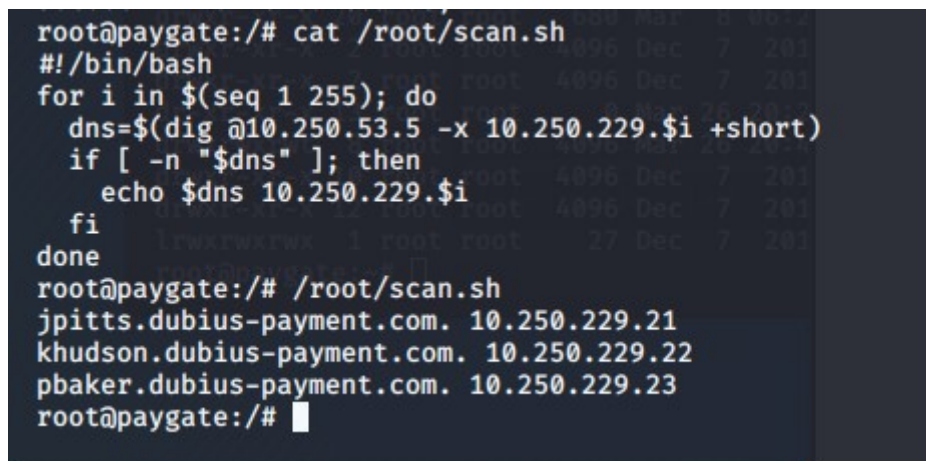 root@paygate:/# cat /root/scan.sh
#!/bin/bash
for i in $(seq 1 255); do
  dns=$(dig @10.250.53.5 -x 10.250.229.$i +short)
  if [ -n "$dns" ]; then
    echo $dns 10.250.229.$i
  fi
done
root@paygate:/# /root/scan.sh
jpitts.dubius-payment.com. 10.250.229.21
khudson.dubius-payment.com. 10.250.229.22
pbaker.dubius-payment.com. 10.250.229.23
root@paygate:/#